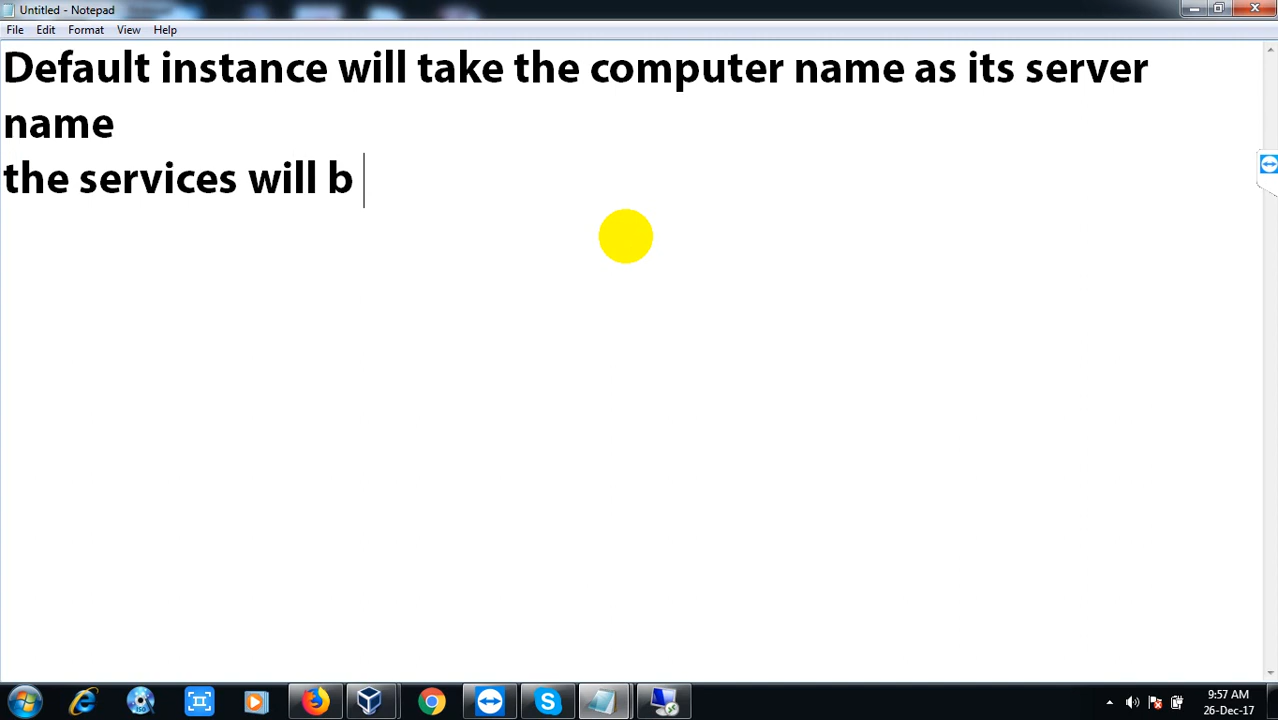 Untitled - Notepad
File Edit Format View Help
Default instance will take the computer name as its server
name
the services will b
9:57 AM
26-Dec-17